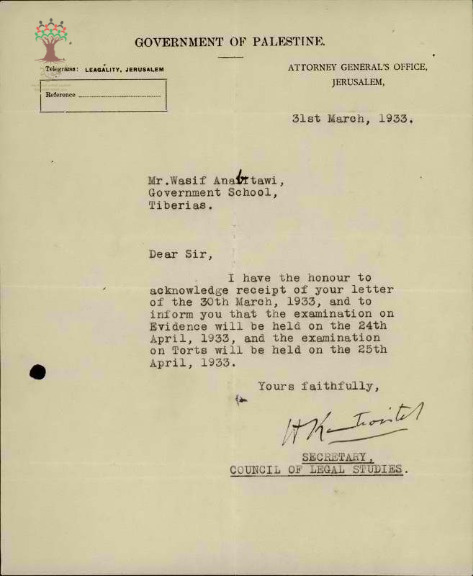 GOVERNMENT OF PALESTINE.
Telegrams: LEAGALITY, JERUSALEM
Reference
ATTORNEY GENERAL'S OFFICE,
JERUSALEM,
31st March, 1933.
Mr.Wasif Anabtawi,
Government School,
Tiberias.
Dear Sir,
I have the honour to
acknowledge receipt of your letter
of the 30th March, 1933, and to
inform you that the examination on
Evidence will be held on the 24th
April, 1933, and the examination
on Torts will be held on the 25th
April, 1933.
Yours faithfully,
SECRETARY,
COUNCIL OF LEGAL STUDIES.